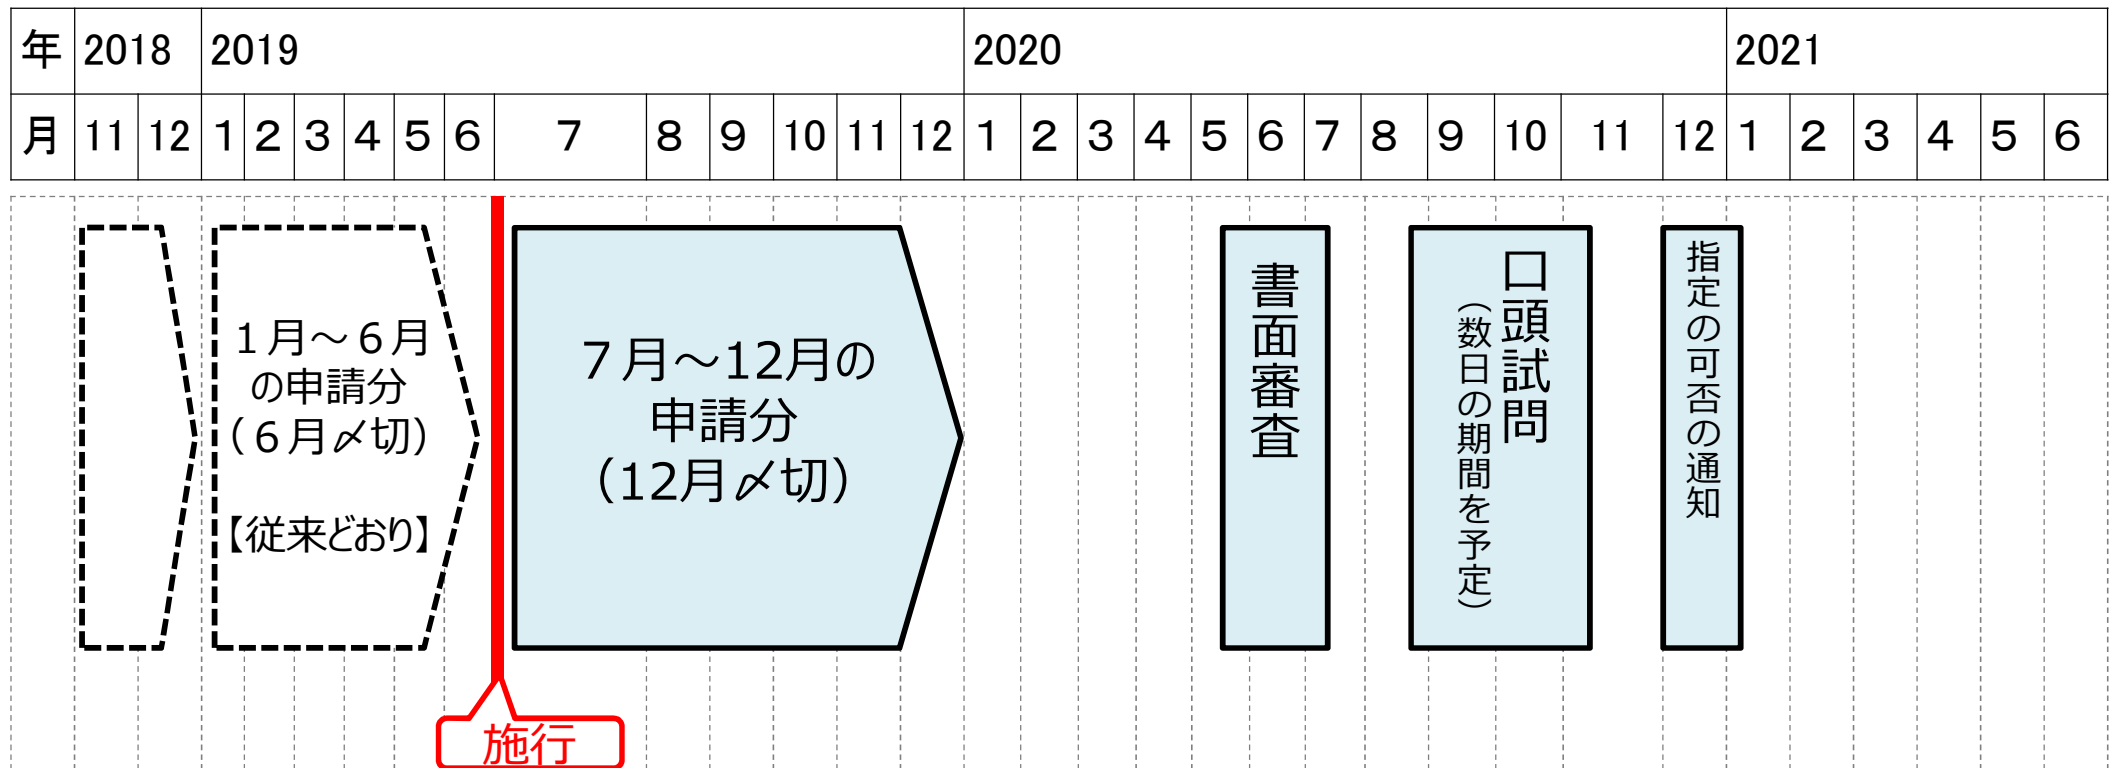 年 2018 2019 2020 2021
月 11 12 1 2 3 4 5 6 7 8 9 10 11 12 1 2 3 4 5 6 7 8 9 10 11 12 1 2 3 4 5 6
１月～６月
の申請分
（６月〆切）
【従来どおり】
７月～12月の
申請分
（12月〆切）
書面審査
口頭試問
（数日の期間を予定）
指定の可否の通知
施行